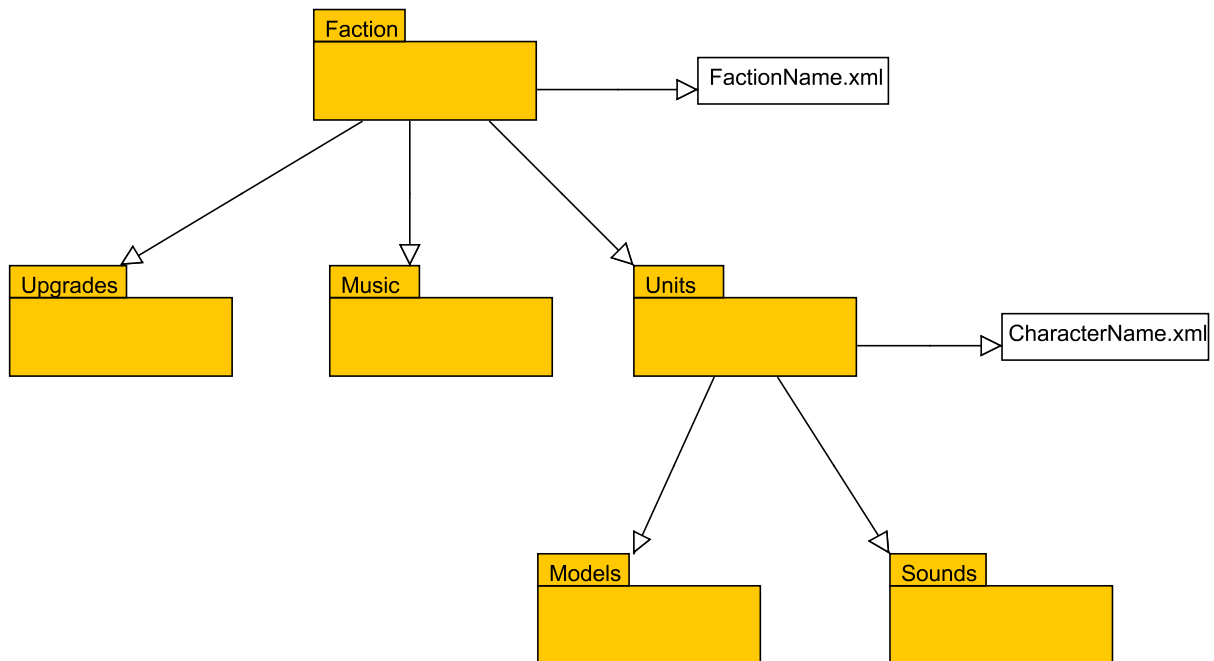 Faction
FactionName.xml
Upgrades
Music
Units
CharacterName.xml
Models
Sounds